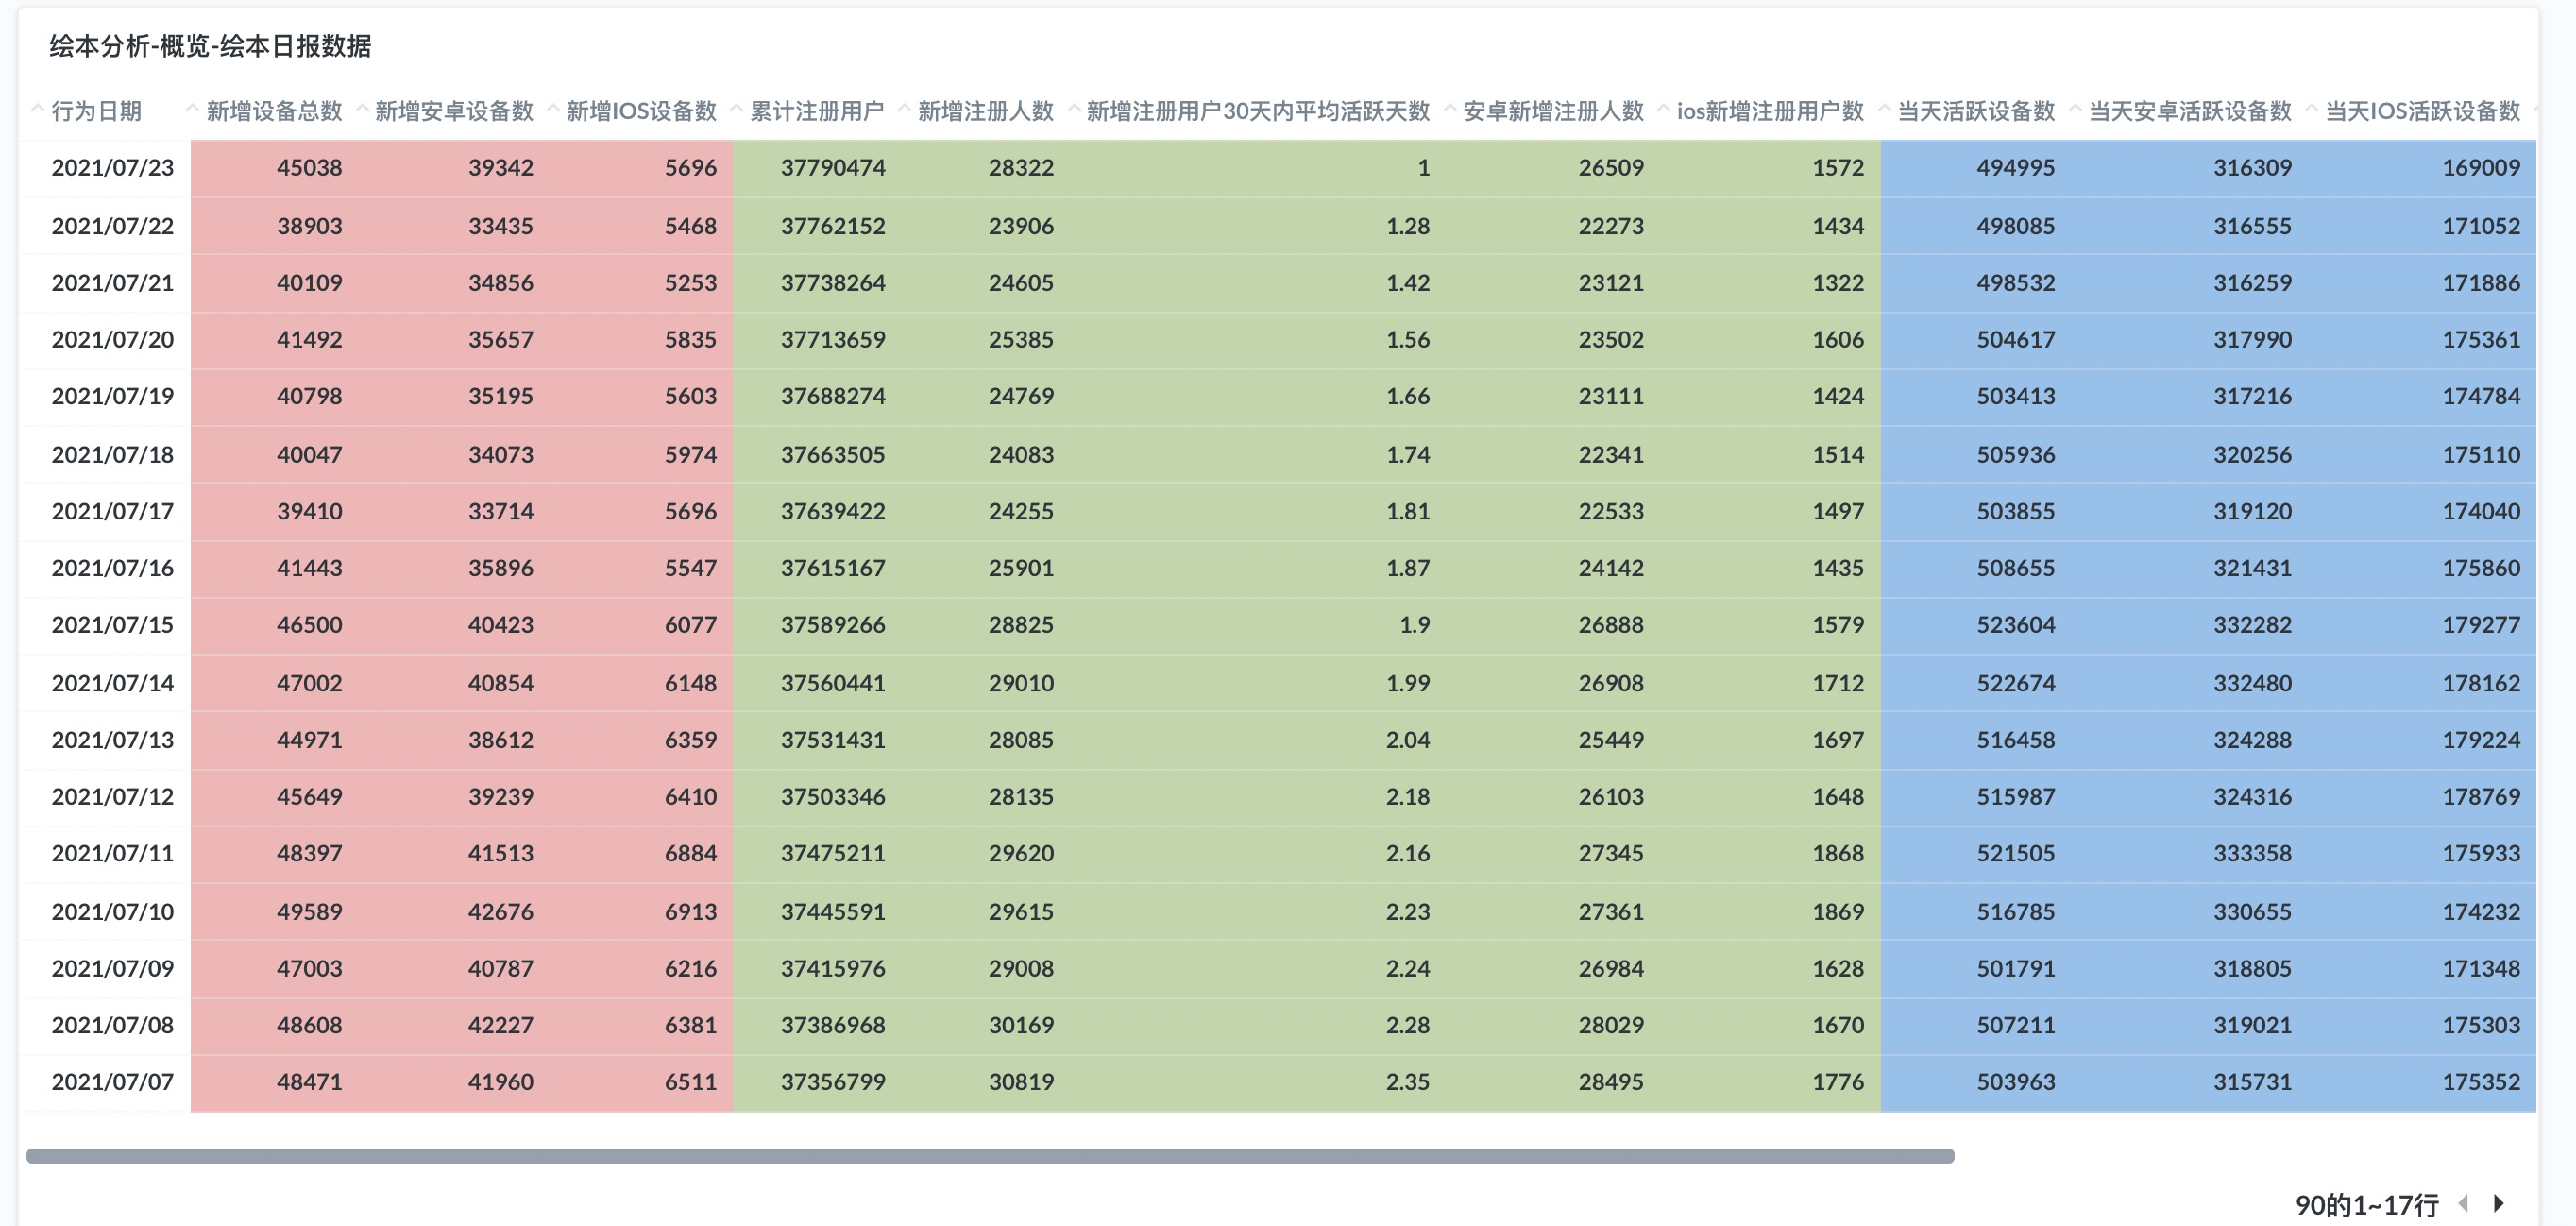 绘本分析-概览-绘本日报数据
行为日期 新增设备总数 新增安卓设备数 新增IOS设备数 累计注册用户 新增注册人数 新增注册用户30天内平均活跃天数 安卓新增注册人数 ios新增注册用户数 当天活跃设备数 当天安卓活跃设备数 当天IOS活跃设备数
2021/07/23 45038 39342 5696 37790474 28322 1 26509 1572 494995 316309 169009
2021/07/22 38903 33435 5468 37762152 23906 1.28 22273 1434 498085 316555 171052
2021/07/21 40109 34856 5253 37738264 24605 1.42 23121 1322 498532 316259 171886
2021/07/20 41492 35657 5835 37713659 25385 1.56 23502 1606 504617 317990 175361
2021/07/19 40798 35195 5603 37688274 24769 1.66 23111 1424 503413 317216 174784
2021/07/18 40047 34073 5974 37663505 24083 1.74 22341 1514 505936 320256 175110
2021/07/17 39410 33714 5696 37639422 24255 1.81 22533 1497 503855 319120 174040
2021/07/16 41443 35896 5547 37615167 25901 1.87 24142 1435 508655 321431 175860
2021/07/15 46500 40423 6077 37589266 28825 1.9 26888 1579 523604 332282 179277
2021/07/14 47002 40854 6148 37560441 29010 1.99 26908 1712 522674 332480 178162
2021/07/13 44971 38612 6359 37531431 28085 2.04 25449 1697 516458 324288 179224
2021/07/12 45649 39239 6410 37503346 28135 2.18 26103 1648 515987 324316 178769
2021/07/11 48397 41513 6884 37475211 29620 2.16 27345 1868 521505 333358 175933
2021/07/10 49589 42676 6913 37445591 29615 2.23 27361 1869 516785 330655 174232
2021/07/09 47003 40787 6216 37415976 29008 2.24 26984 1628 501791 318805 171348
2021/07/08 48608 42227 6381 37386968 30169 2.28 28029 1670 507211 319021 175303
2021/07/07 48471 41960 6511 37356799 30819 2.35 28495 1776 503963 315731 175352
90的1~17行